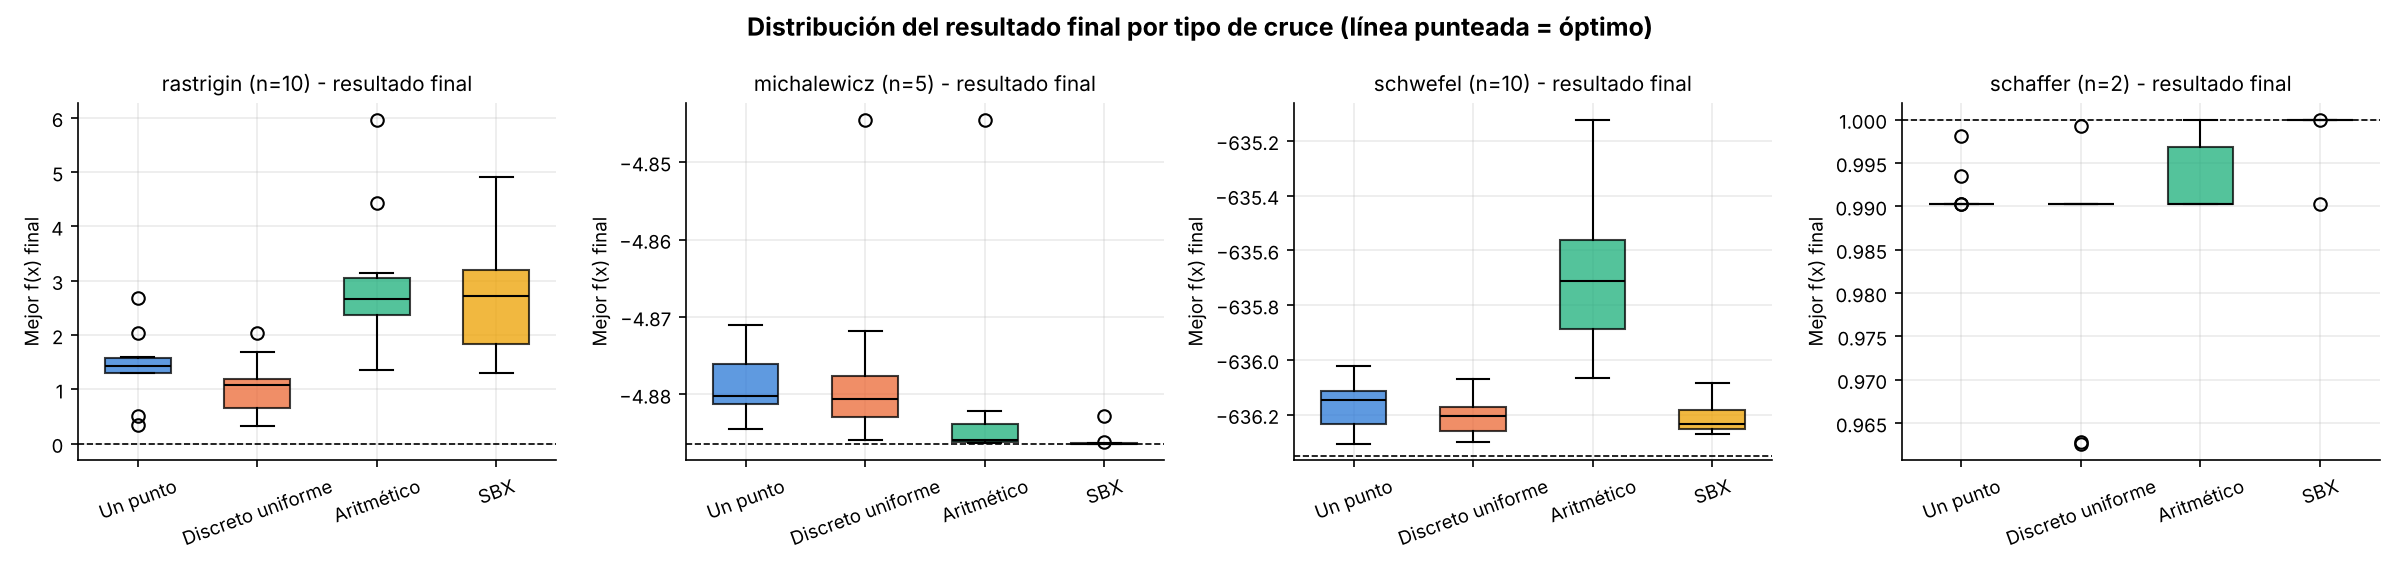 Distribución del resultado final por tipo de cruce (línea punteada = óptimo)
rastrigin (n=10) - resultado final
Mejor f(x) final
6
5
4
3
2
1
0
Un punto
Discreto uniforme
Aritmético
SBX
michalewicz (n=5) - resultado final
Mejor f(x) final
−4.85
−4.86
−4.87
−4.88
Un punto
Discreto uniforme
Aritmético
SBX
schwefel (n=10) - resultado final
Mejor f(x) final
−635.2
−635.4
−635.6
−635.8
−636.0
−636.2
Un punto
Discreto uniforme
Aritmético
SBX
schaffer (n=2) - resultado final
Mejor f(x) final
1.000
0.995
0.990
0.985
0.980
0.975
0.970
0.965
Un punto
Discreto uniforme
Aritmético
SBX